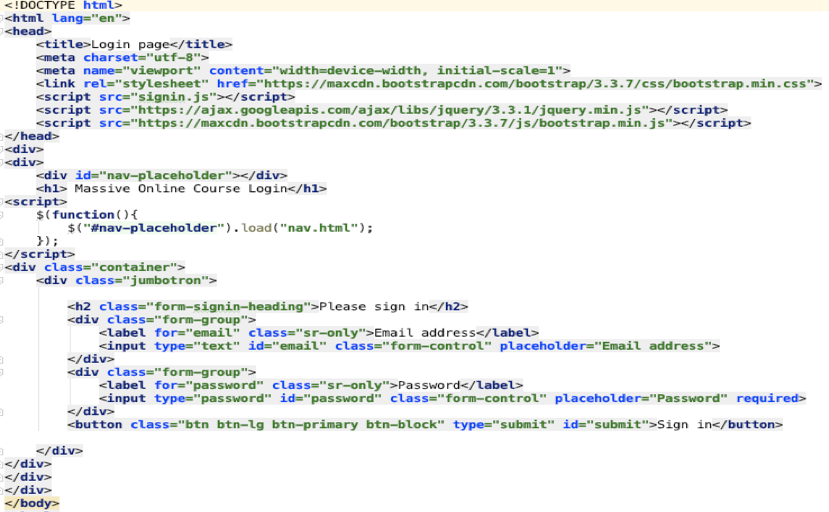 <!DOCTYPE html>
<html lang="en">
<head>
    <title>Login page</title>
    <meta charset="utf-8">
    <meta name="viewport" content="width=device-width, initial-scale=1">
    <link rel="stylesheet" href="https://maxcdn.bootstrapcdn.com/bootstrap/3.3.7/css/bootstrap.min.css">
    <script src="signin.js"></script>
    <script src="https://ajax.googleapis.com/ajax/libs/jquery/3.3.1/jquery.min.js"></script>
    <script src="https://maxcdn.bootstrapcdn.com/bootstrap/3.3.7/js/bootstrap.min.js"></script>
</head>
<div>
<div>
    <div id="nav-placeholder"></div>
    <h1> Massive Online Course Login</h1>
<script>
    $(function(){
        $("#nav-placeholder").load("nav.html");
    });
</script>
<div class="container">
    <div class="jumbotron">
        <h2 class="form-signin-heading">Please sign in</h2>
        <div class="form-group">
            <label for="email" class="sr-only">Email address</label>
            <input type="text" id="email" class="form-control" placeholder="Email address">
        </div>
        <div class="form-group">
            <label for="password" class="sr-only">Password</label>
            <input type="password" id="password" class="form-control" placeholder="Password" required>
        </div>
        <button class="btn btn-lg btn-primary btn-block" type="submit" id="submit">Sign in</button>
    </div>
</div>
</div>
</div>
</body>